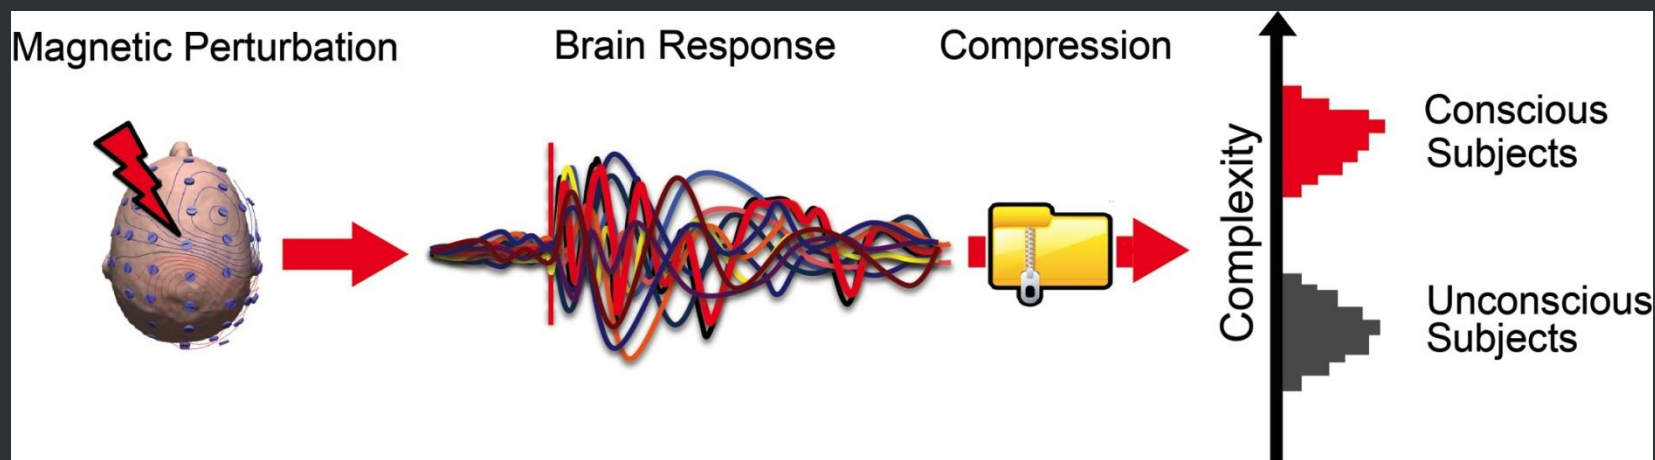 Magnetic Perturbation
Brain Response
Compression
Complexity
Conscious
Subjects
Unconscious
Subjects